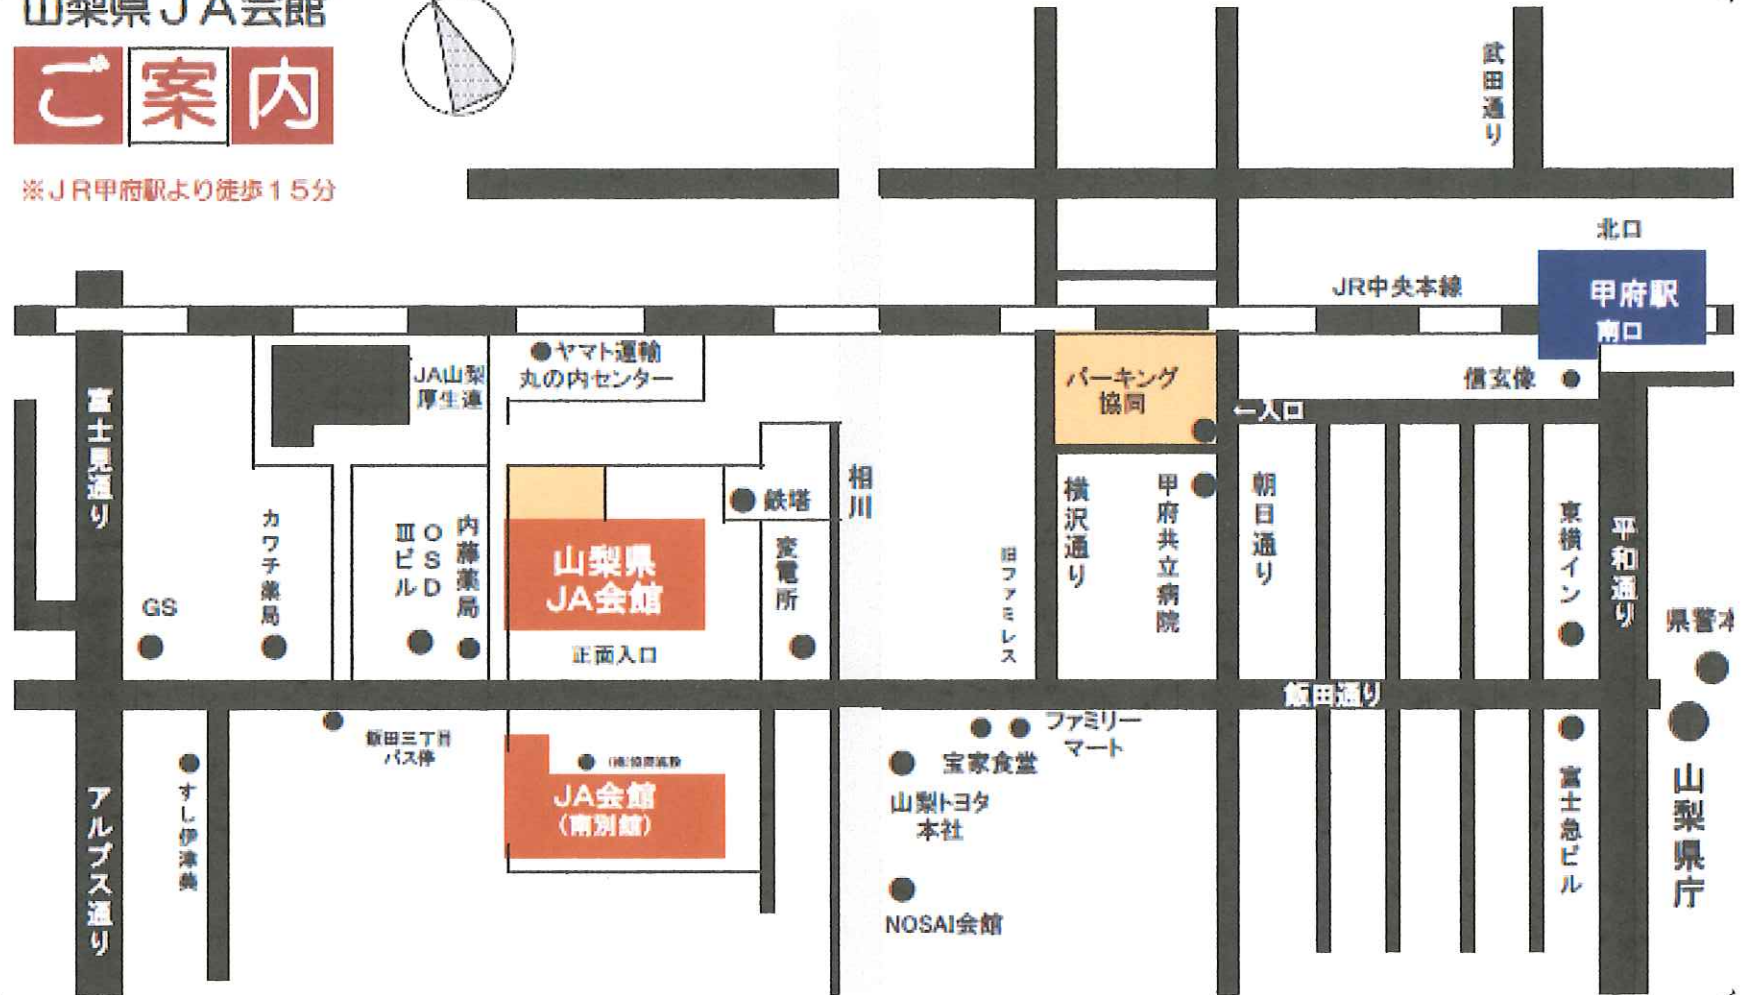 山梨県ＪＡ会館
ご案内
※ＪＲ甲府駅より徒歩１５分
武田通り
北口
甲府駅
南口
JR中央本線
信玄像
←入口
パーキング
協同
ヤマト運輸
丸の内センター
JA山梨
厚生連
富士見通り
カワチ薬局
GS
OSD
Ⅲビル
内藤薬局
山梨県
JA会館
正面入口
鉄塔
変電所
相川
旧ファミレス
横沢通り
甲府共立病院
朝日通り
東横イン
平和通り
県警本
飯田通り
飯田三丁目
バス停
すし伊津美
アルプス通り
JA会館
（南別館）
ファミリー
マート
宝家食堂
山梨トヨタ
本社
NOSAI会館
富士急ビル
山梨県庁